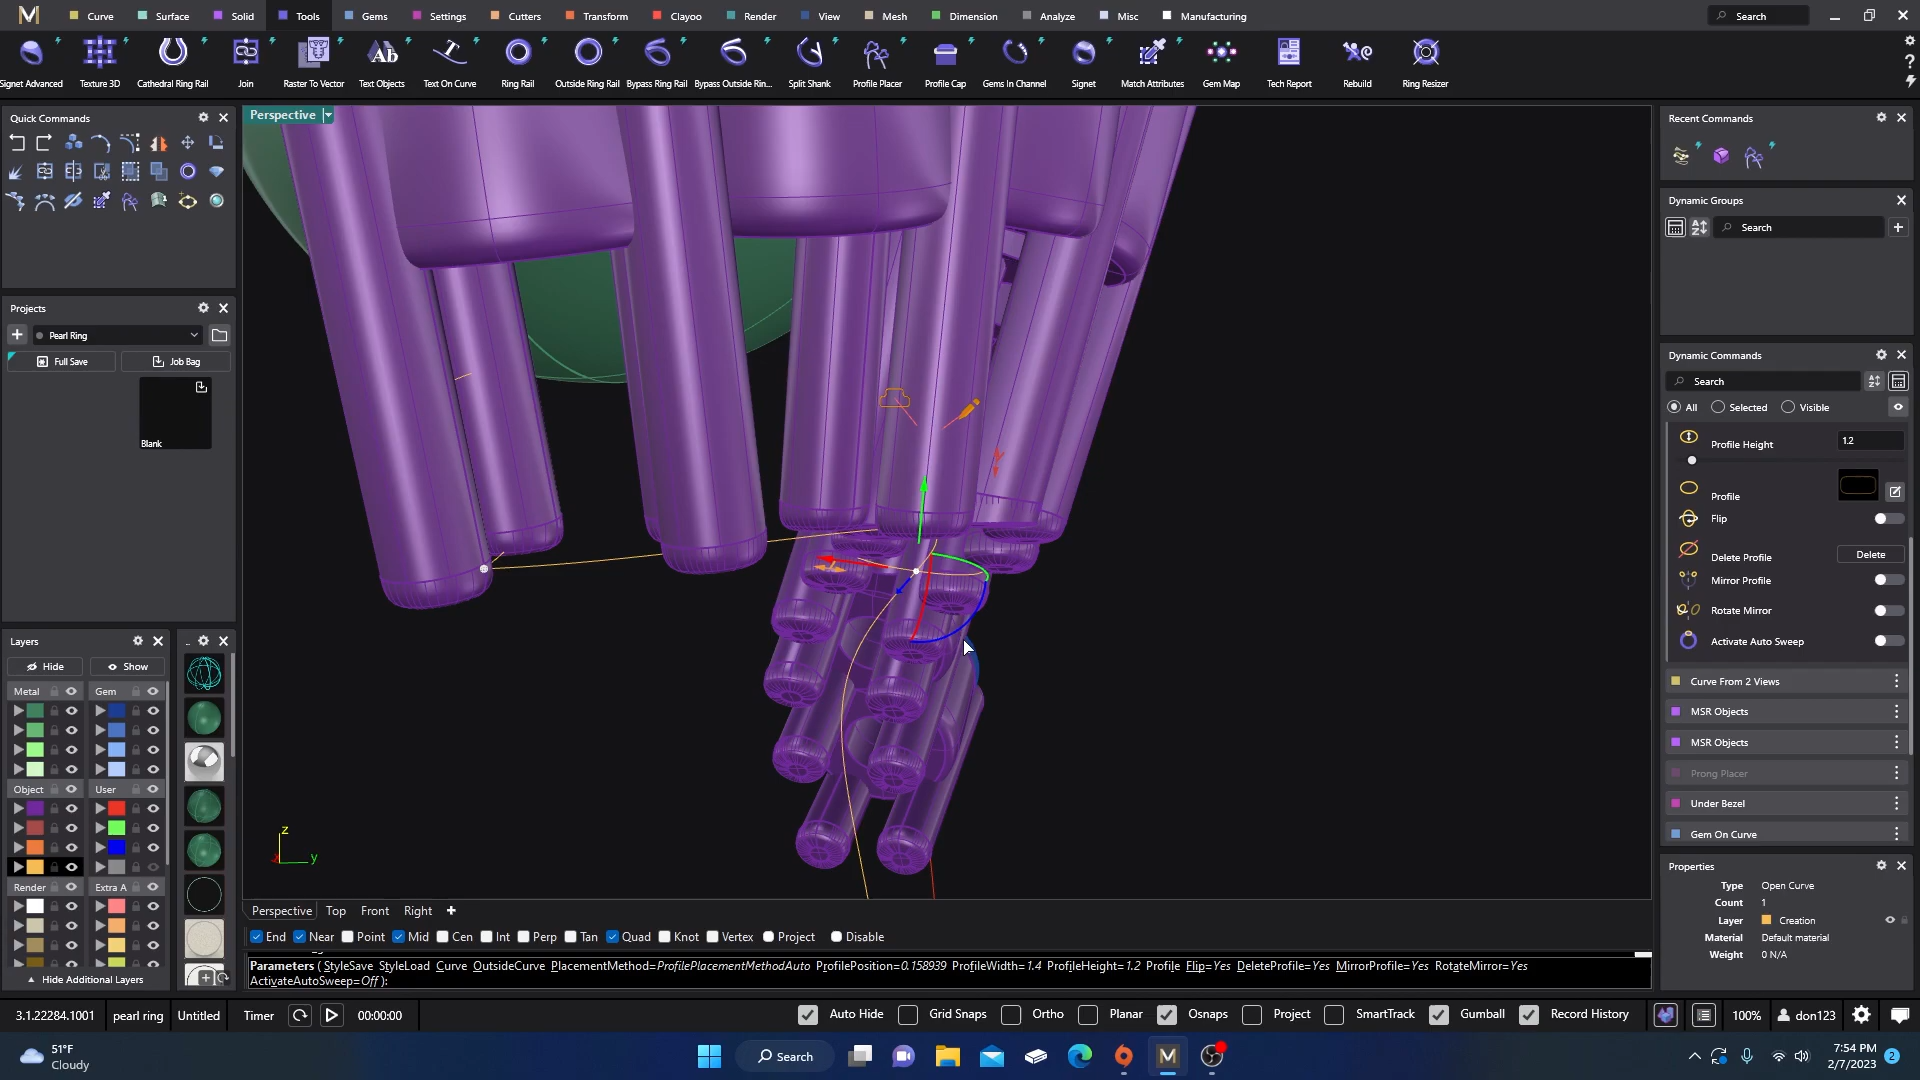 Curve Surface Solid Tools Gems Settings Cutters Transform Clayoo Render View Mesh Dimension Analyze Misc Manufacturing Search
Signet Advanced Texture 3D Cathedral Ring Rail Join Raster To Vector Text Objects Text On Curve Ring Rail Outside Ring Rail Bypass Ring Rail Bypass Outside Rin... Split Shank Profile Placer Profile Cap Gems In Channel Signet Match Attributes Gem Map Tech Report Rebuild Ring Resizer
Quick Commands
Perspective
Recent Commands
Dynamic Groups
Search
Projects
Pearl Ring
Full Save Job Bag
Blank
Dynamic Commands
Search
All Selected Visible
Profile Height 1.2
Profile
Flip
Delete Profile Delete
Mirror Profile
Rotate Mirror
Activate Auto Sweep
Curve From 2 Views
MSR Objects
MSR Objects
Prong Placer
Under Bezel
Gem On Curve
Layers
Hide Show
Metal Gem
Object User
Render Extra A
Hide Additional Layers
z
y
Properties
Type Open Curve
Count 1
Layer Creation
Material Default material
Weight 0 N/A
Perspective Top Front Right
End Near Point Mid Cen Int Perp Tan Quad Knot Vertex Project Disable
Parameters ( StyleSave StyleLoad Curve OutsideCurve PlacementMethod=ProfilePlacementMethodAuto ProfilePosition=0.158939 ProfileWidth=1.4 ProfileHeight=1.2 Profile Flip=Yes DeleteProfile=Yes MirrorProfile=Yes RotateMirror=Yes
ActivateAutoSweep=Off ):
3.1.22284.1001 pearl ring Untitled Timer 00:00:00 Auto Hide Grid Snaps Ortho Planar Osnaps Project SmartTrack Gumball Record History 100% don123
51°F
Cloudy
Search
7:54 PM
2/7/2023
2